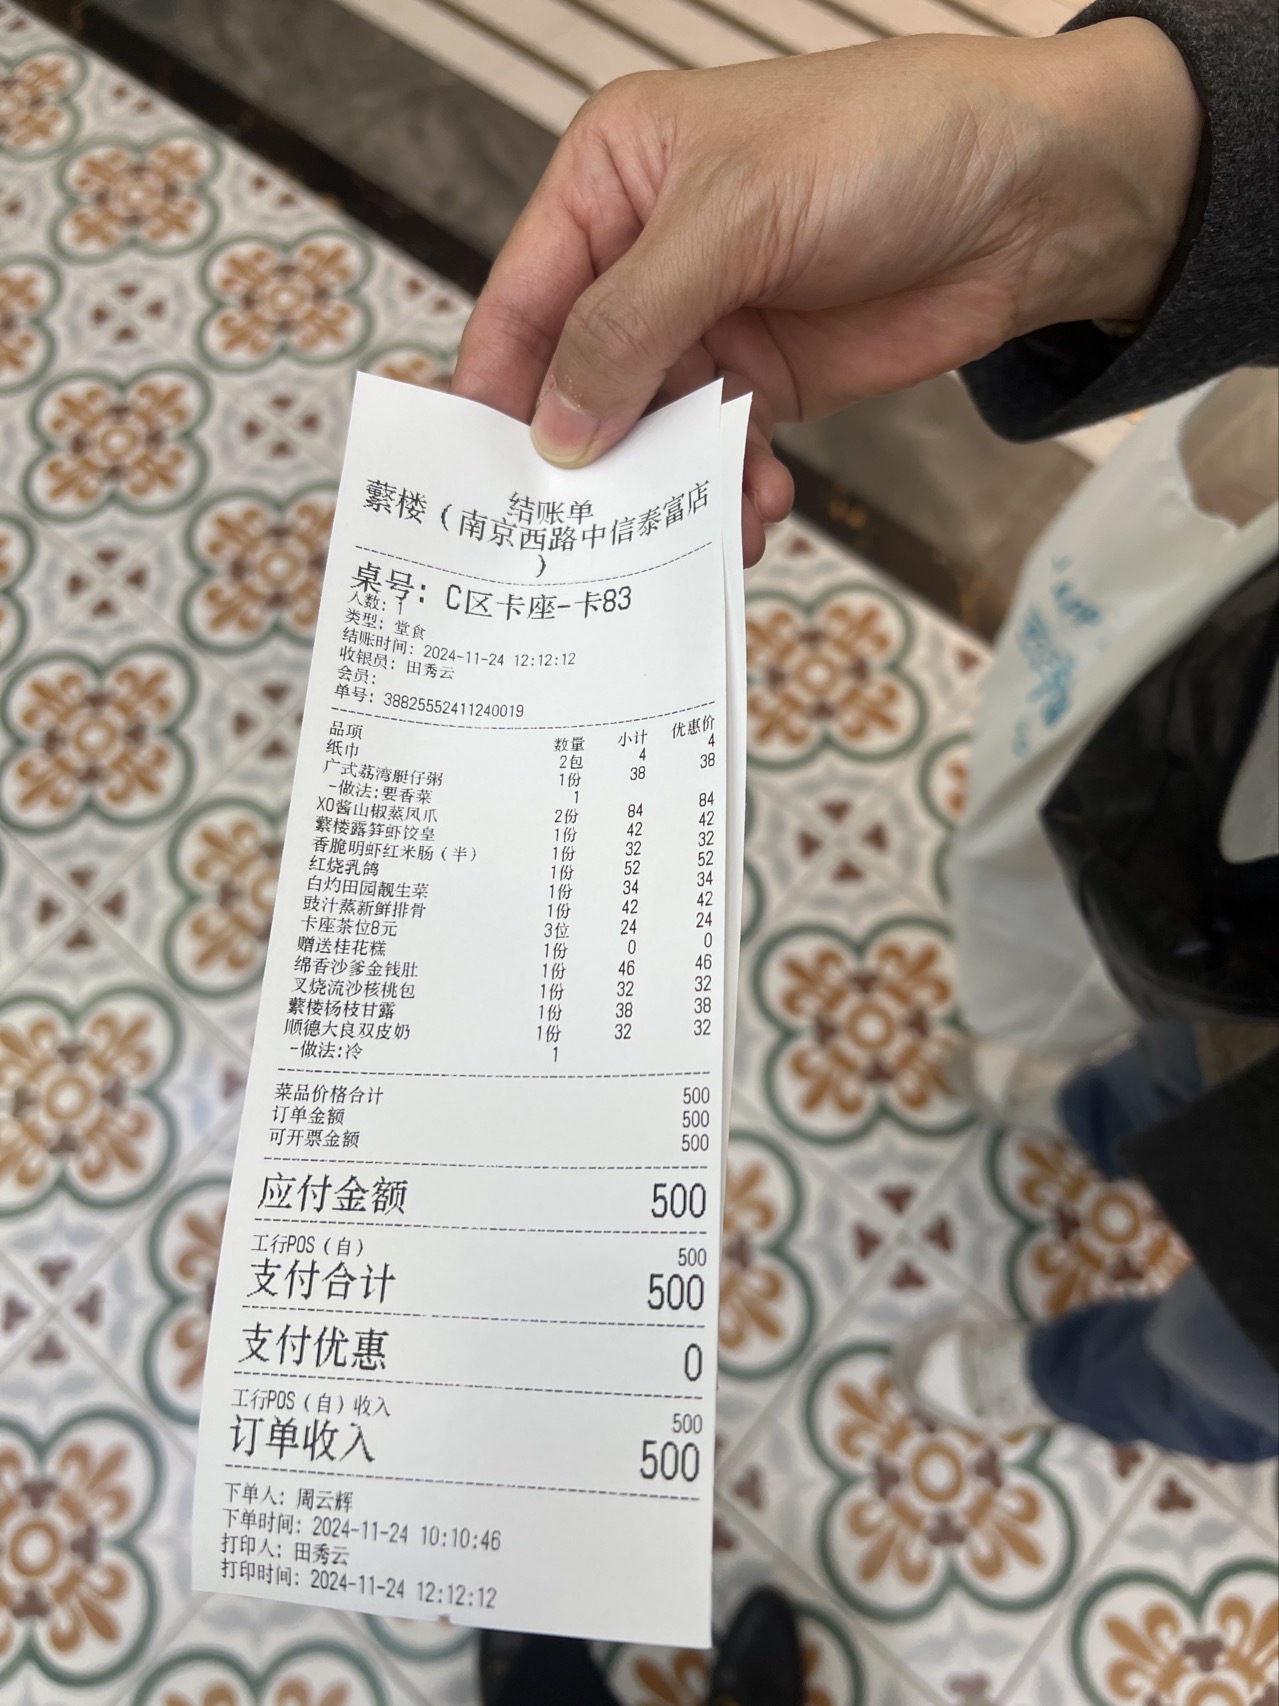 结账单
蘩楼（南京西路中信泰富店
）
桌号：C区卡座-卡83
人数：1
类型：堂食
结账时间：2024-11-24 12:12:12
收银员：田秀云
会员：
单号：38825552411240019
品项 数量 小计 优惠价
纸巾 2包 4 4
广式荔湾艇仔粥 1份 38 38
-做法:要香菜 1
XO酱山椒蒸凤爪 2份 84 84
蘩楼露笋虾饺皇 1份 42 42
香脆明虾红米肠（半） 1份 32 32
红烧乳鸽 1份 52 52
白灼田园靓生菜 1份 34 34
豉汁蒸新鲜排骨 1份 42 42
卡座茶位8元 3位 24 24
赠送桂花糕 1份 0 0
绵香沙爹金钱肚 1份 46 46
叉烧流沙核桃包 1份 32 32
蘩楼杨枝甘露 1份 38 38
顺德大良双皮奶 1份 32 32
-做法:冷 1
菜品价格合计 500
订单金额 500
可开票金额 500
应付金额 500
工行POS（自） 500
支付合计 500
支付优惠 0
工行POS（自）收入 500
订单收入 500
下单人：周云辉
下单时间：2024-11-24 10:10:46
打印人：田秀云
打印时间：2024-11-24 12:12:12